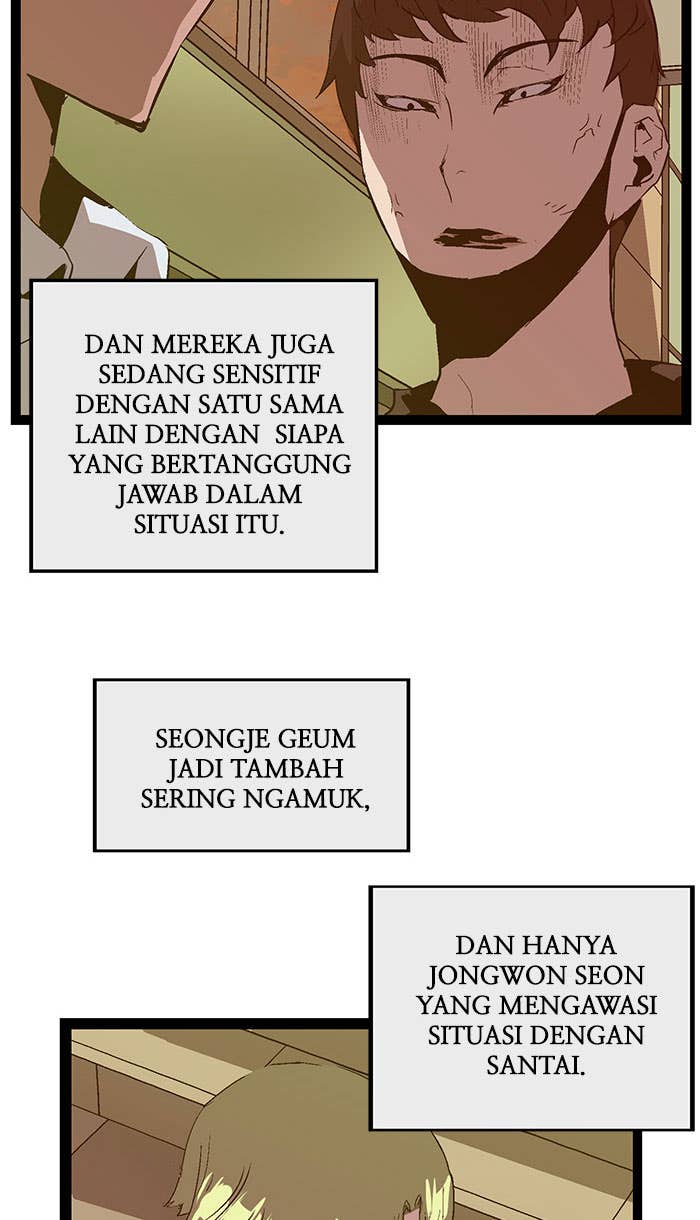 DAN MEREKA JUGA
SEDANG SENSITIF
DENGAN SATU SAMA
LAIN DENGAN SIAPA
YANG BERTANGGUNG
JAWAB DALAM
SITUASI ITU.
SEONGJE GEUM
JADI TAMBAH
SERING NGAMUK,
DAN HANYA
JONGWON SEON
YANG MENGAWASI
SITUASI DENGAN
SANTAI.